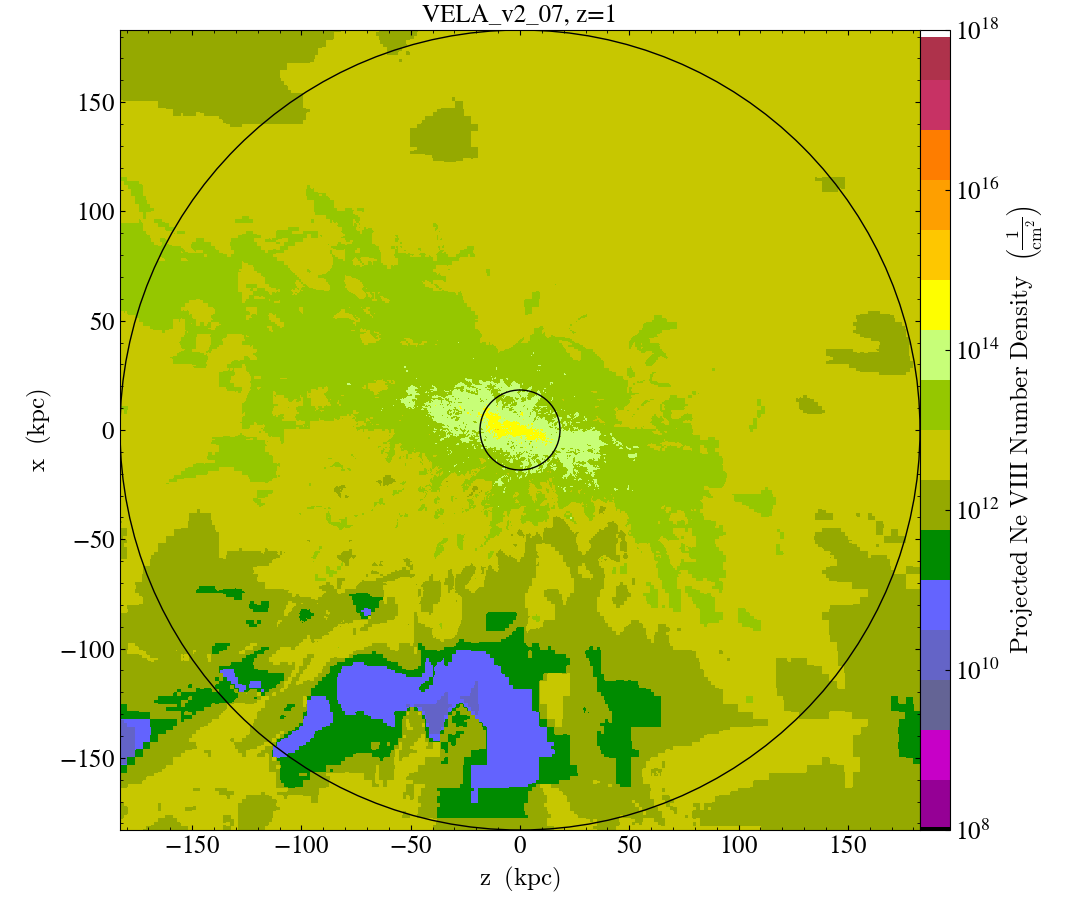 VELA_v2_07, z=1
150
100
50
0
−50
−100
−150
x (kpc)
−150 −100 −50 0 50 100 150
z (kpc)
10^18
10^16
10^14
10^12
10^10
10^8
Projected Ne VIII Number Density (1/cm^2)